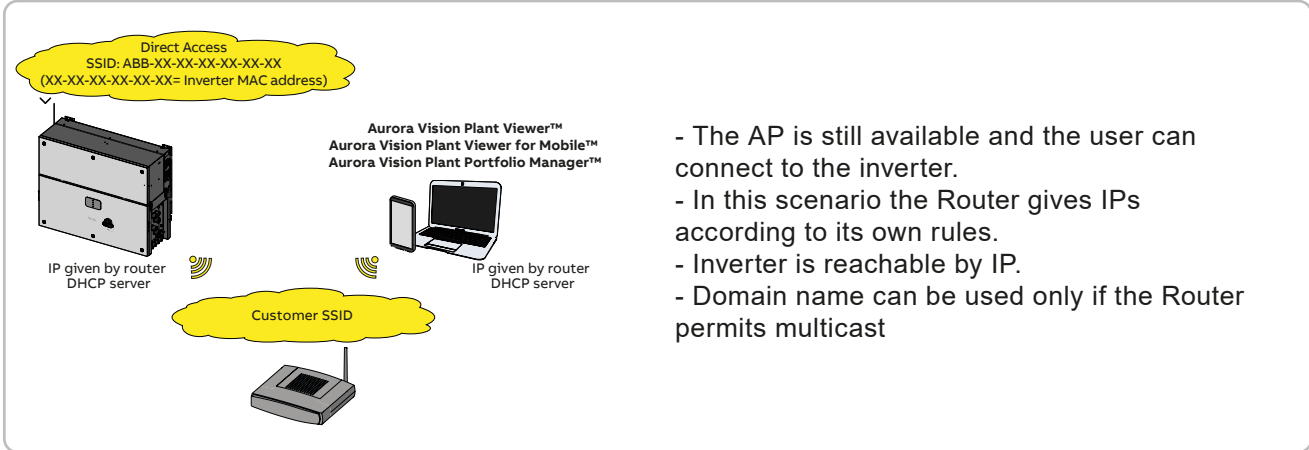 Direct Access
SSID: ABB-XX-XX-XX-XX-XX-XX
(XX-XX-XX-XX-XX-XX= Inverter MAC address)
Aurora Vision Plant Viewer™
Aurora Vision Plant Viewer for Mobile™
Aurora Vision Plant Portfolio Manager™
IP given by router
DHCP server
IP given by router
DHCP server
Customer SSID
- The AP is still available and the user can
connect to the inverter.
- In this scenario the Router gives IPs
according to its own rules.
- Inverter is reachable by IP.
- Domain name can be used only if the Router
permits multicast